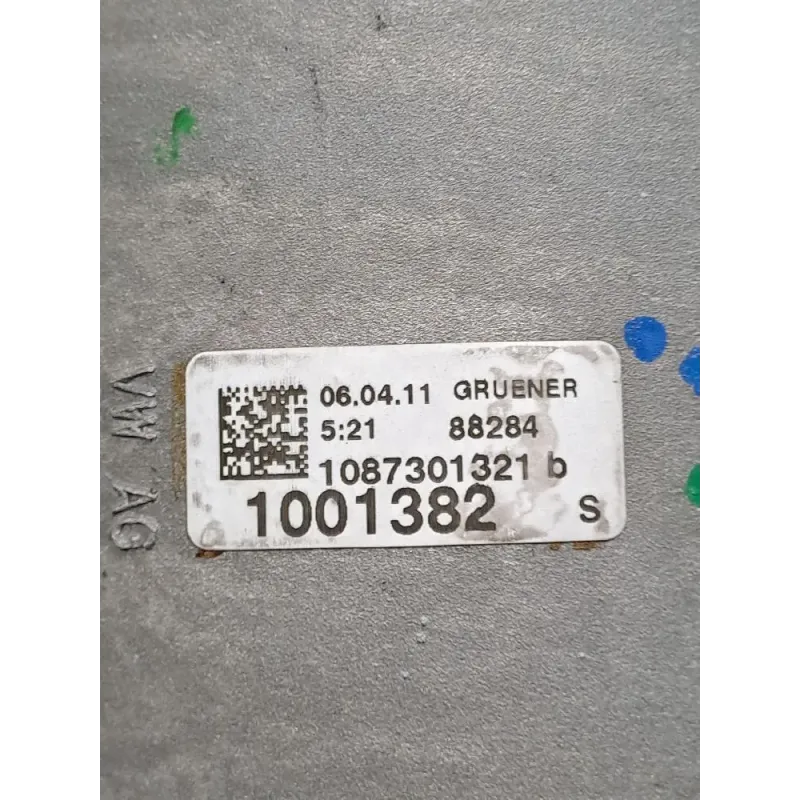 VW AG
06.04.11 GRUENER
5:21 88284
1087301321 b
1001382 S